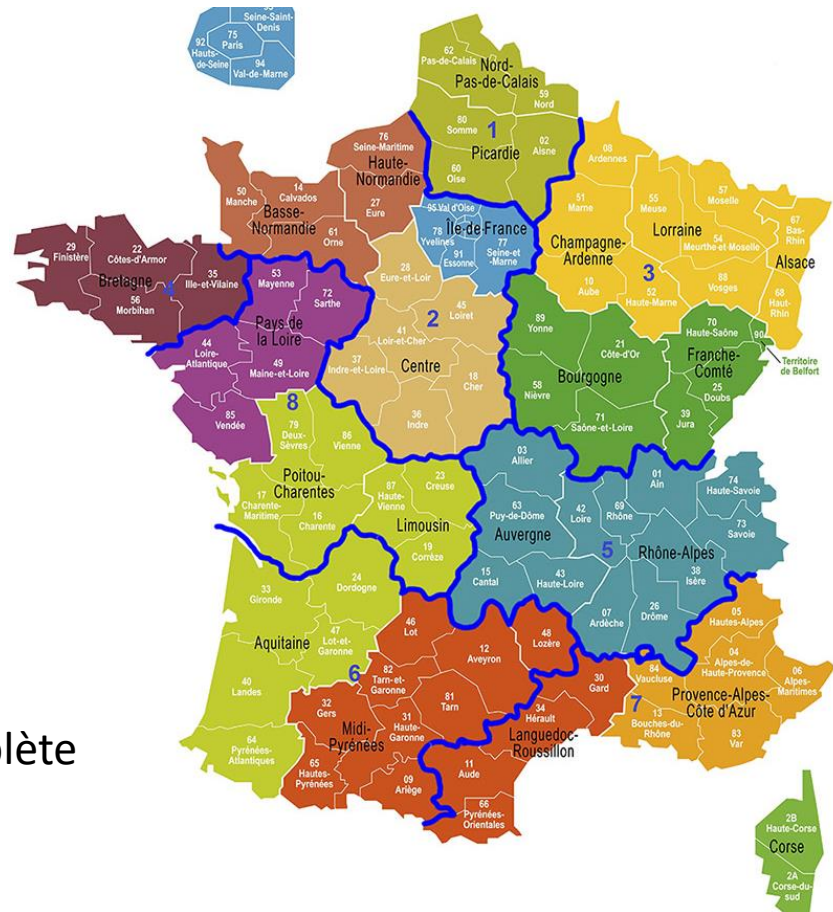 Seine-Saint-
Denis
75
Paris
92
Hauts-
de-Seine
94
Val-de-Marne
62
Pas-de-Calais
Nord-
Pas-de-Calais
59
Nord
80
Somme
1
02
Aisne
Picardie
60
Oise
76
Seine-Maritime
Haute-
Normandie
27
Eure
14
Calvados
50
Manche
Basse-
Normandie
61
Orne
08
Ardennes
51
Marne
Champagne-
Ardenne
10
Aube
52
Haute-Marne
55
Meuse
57
Moselle
Lorraine
54
Meurthe-et-Moselle
3
88
Vosges
67
Bas-
Rhin
Alsace
68
Haut-
Rhin
95 Val d'Oise
Île-de-France
78
Yvelines
91
Essonne
77
Seine-et-
Marne
29
Finistère
22
Côtes-d'Armor
35
Ille-et-Vilaine
Bretagne
56
Morbihan
53
Mayenne
72
Sarthe
Pays de
la Loire
44
Loire-
Atlantique
49
Maine-et-Loire
85
Vendée
8
28
Eure-et-Loir
45
Loiret
2
41
Loir-et-Cher
37
Indre-et-Loire
Centre
18
Cher
36
Indre
89
Yonne
21
Côte-d'Or
Bourgogne
58
Nièvre
71
Saône-et-Loire
70
Haute-Saône
90
Territoire
de Belfort
Franche-
Comté
25
Doubs
39
Jura
79
Deux-
Sèvres
86
Vienne
Poitou-
Charentes
17
Charente-
Maritime
16
Charente
87
Haute-
Vienne
23
Creuse
Limousin
19
Corrèze
03
Allier
63
Puy-de-Dôme
Auvergne
15
Cantal
43
Haute-Loire
42
Loire
69
Rhône
01
Ain
74
Haute-Savoie
5
Rhône-Alpes
73
Savoie
38
Isère
07
Ardèche
26
Drôme
33
Gironde
24
Dordogne
Aquitaine
47
Lot-et-
Garonne
40
Landes
64
Pyrénées-
Atlantiques
6
46
Lot
12
Aveyron
82
Tarn-et-
Garonne
81
Tarn
32
Gers
31
Haute-
Garonne
Midi-
Pyrénées
65
Hautes-
Pyrénées
09
Ariège
48
Lozère
30
Gard
34
Hérault
Languedoc-
Roussillon
11
Aude
66
Pyrénées-
Orientales
05
Hautes-Alpes
04
Alpes-de
Haute-Provence
06
Alpes-
Maritimes
84
Vaucluse
7
Provence-Alpes-
Côte d'Azur
13
Bouches-du-
Rhône
83
Var
plète
2B
Haute-Corse
Corse
2A
Corse-du-
sud